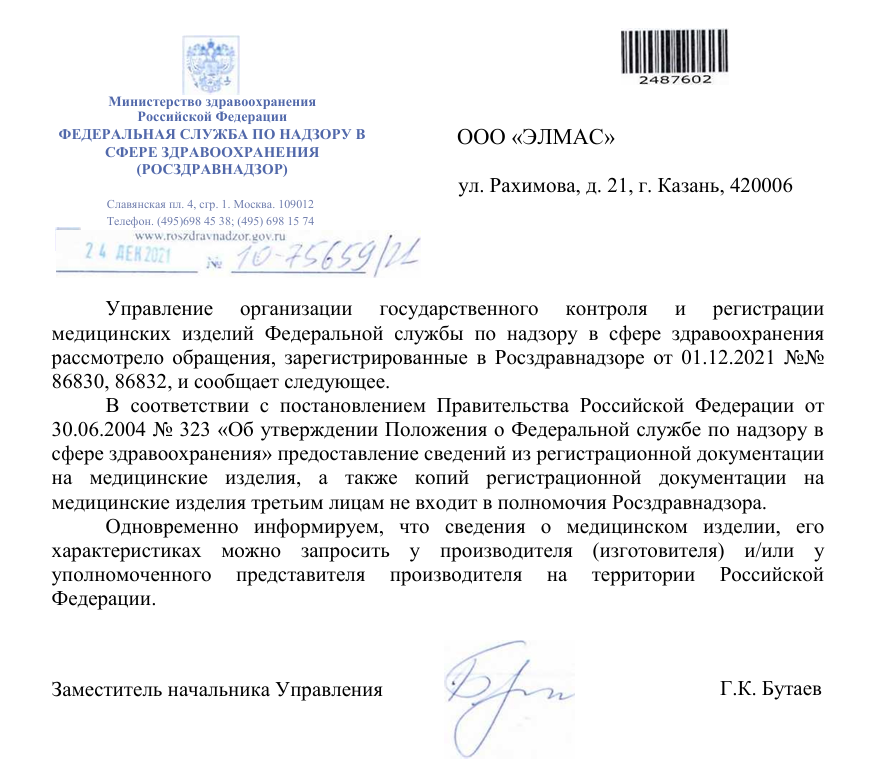 2487602
Министерство здравоохранения
Российской Федерации
ФЕДЕРАЛЬНАЯ СЛУЖБА ПО НАДЗОРУ В
СФЕРЕ ЗДРАВООХРАНЕНИЯ
(РОСЗДРАВНАДЗОР)
Славянская пл. 4, стр. 1. Москва. 109012
Телефон. (495)698 45 38; (495) 698 15 74
www.roszdravnadzor.gov.ru
24 ДЕК 2021 № 10-75659/21
ООО «ЭЛМАС»
ул. Рахимова, д. 21, г. Казань, 420006
Управление организации государственного контроля и регистрации
медицинских изделий Федеральной службы по надзору в сфере здравоохранения
рассмотрело обращения, зарегистрированные в Росздравнадзоре от 01.12.2021 №№
86830, 86832, и сообщает следующее.
В соответствии с постановлением Правительства Российской Федерации от
30.06.2004 № 323 «Об утверждении Положения о Федеральной службе по надзору в
сфере здравоохранения» предоставление сведений из регистрационной документации
на медицинские изделия, а также копий регистрационной документации на
медицинские изделия третьим лицам не входит в полномочия Росздравнадзора.
Одновременно информируем, что сведения о медицинском изделии, его
характеристиках можно запросить у производителя (изготовителя) и/или у
уполномоченного представителя производителя на территории Российской
Федерации.
Заместитель начальника Управления
Г.К. Бутаев